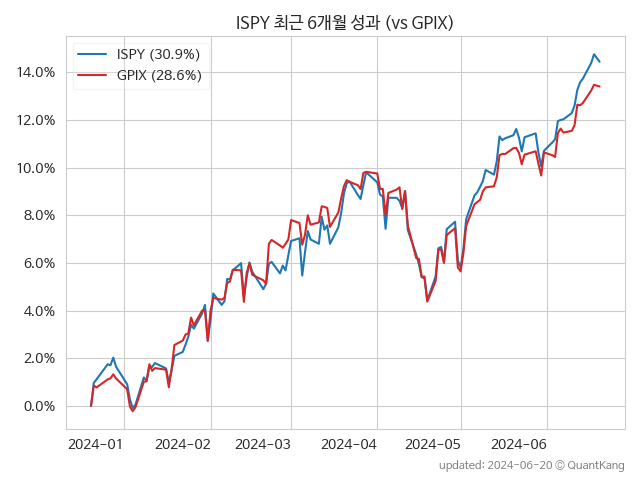 ISPY 최근 6개월 성과 (vs GPIX)
ISPY (30.9%)
GPIX (28.6%)
14.0%
12.0%
10.0%
8.0%
6.0%
4.0%
2.0%
0.0%
2024-01 2024-02 2024-03 2024-04 2024-05 2024-06
updated: 2024-06-20 © QuantKang